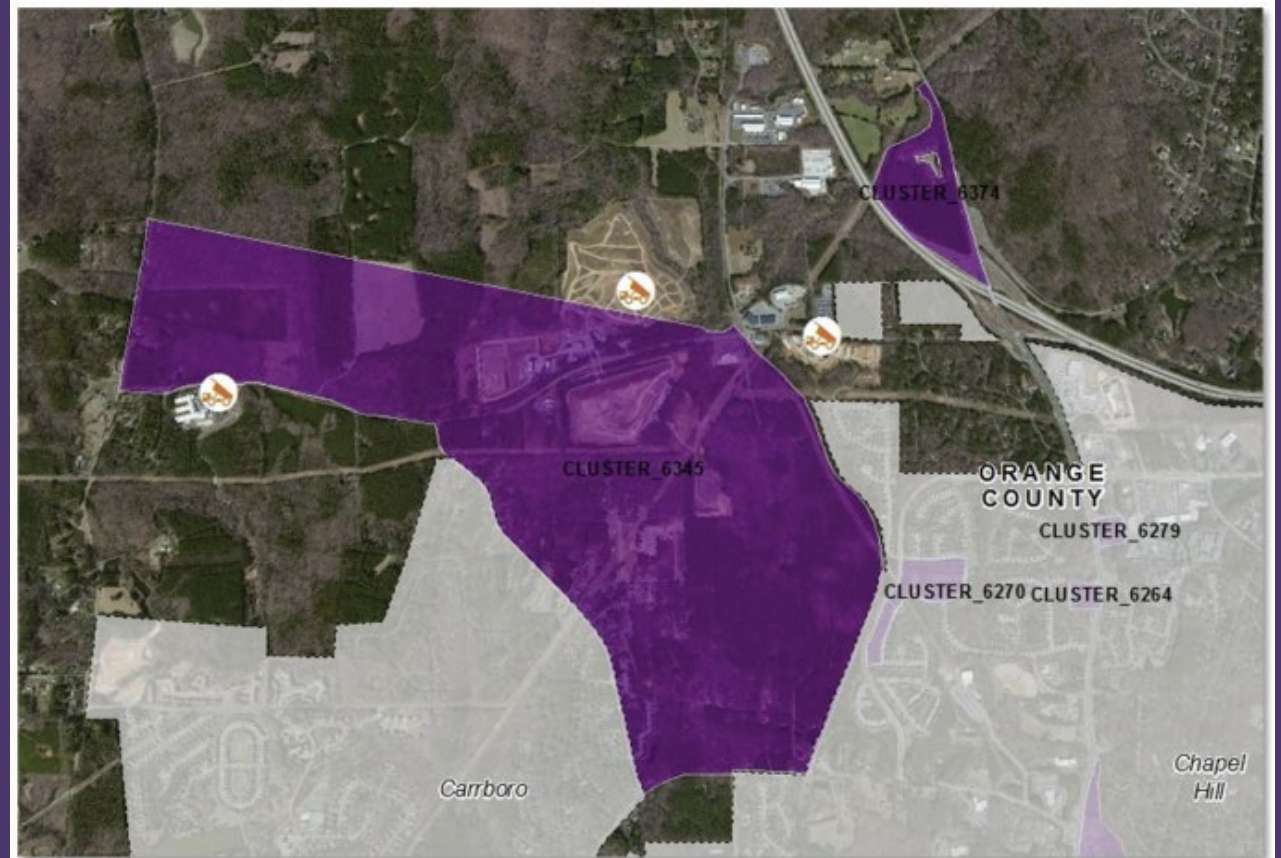 CLUSTER_6374
CLUSTER_6345
ORANGE
COUNTY
CLUSTER_6279
CLUSTER_6270
CLUSTER_6264
Carrboro
Chapel
Hill